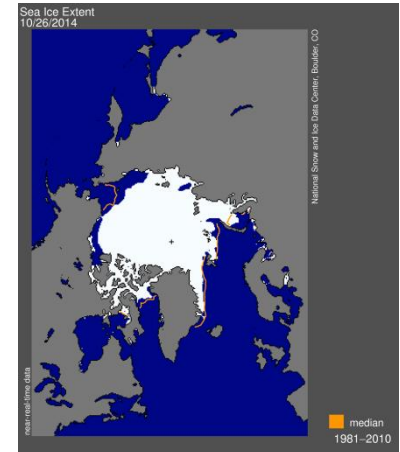 Sea Ice Extent
10/26/2014
National Snow and Ice Data Center, Boulder, CO
near-real-time data
median
1981–2010